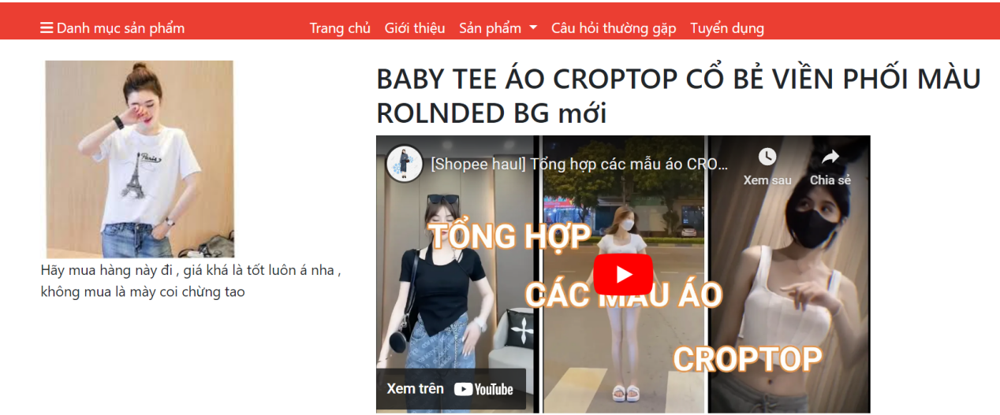 Danh mục sản phẩm
Trang chủ Giới thiệu Sản phẩm Câu hỏi thường gặp Tuyển dụng
Paris
Hãy mua hàng này đi , giá khá là tốt luôn á nha ,
không mua là mày coi chừng tao
BABY TEE ÁO CROPTOP CỔ BẺ VIỀN PHỐI MÀU
ROLNDED BG mới
[Shopee haul] Tổng hợp các mẫu áo CRO...
Xem sau Chia sẻ
TỔNG HỢP
CÁC MẪU ÁO
CROPTOP
Xem trên YouTube